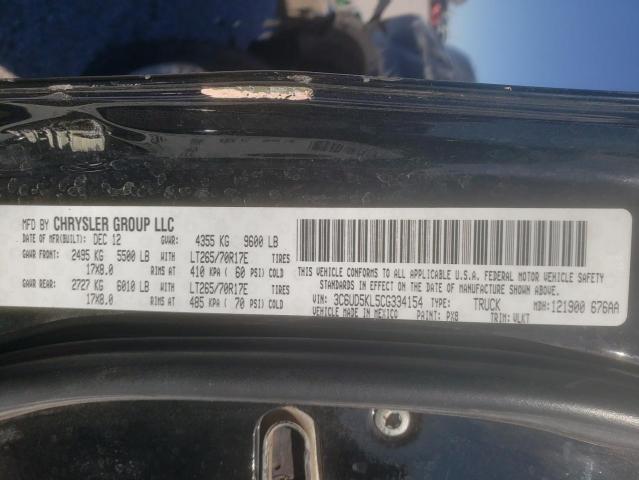 MFD BY CHRYSLER GROUP LLC
DATE OF MFR(BUILT): DEC 12 GVWR: 4355 KG 9600 LB
GAWR FRONT: 2495 KG 5500 LB WITH LT265/70R17E TIRES
17X8.0 RIMS AT 410 KPA ( 60 PSI) COLD
GAWR REAR: 2727 KG 6010 LB WITH LT265/70R17E TIRES
17X8.0 RIMS AT 485 KPA ( 70 PSI) COLD
THIS VEHICLE CONFORMS TO ALL APPLICABLE U.S.A. FEDERAL MOTOR VEHICLE SAFETY
STANDARDS IN EFFECT ON THE DATE OF MANUFACTURE SHOWN ABOVE.
VIN: 3C6UD5KL5CG334154 TYPE: TRUCK MDH: 121900 676AA
VEHICLE MADE IN MEXICO PAINT: PX8 TRIM: VLKT